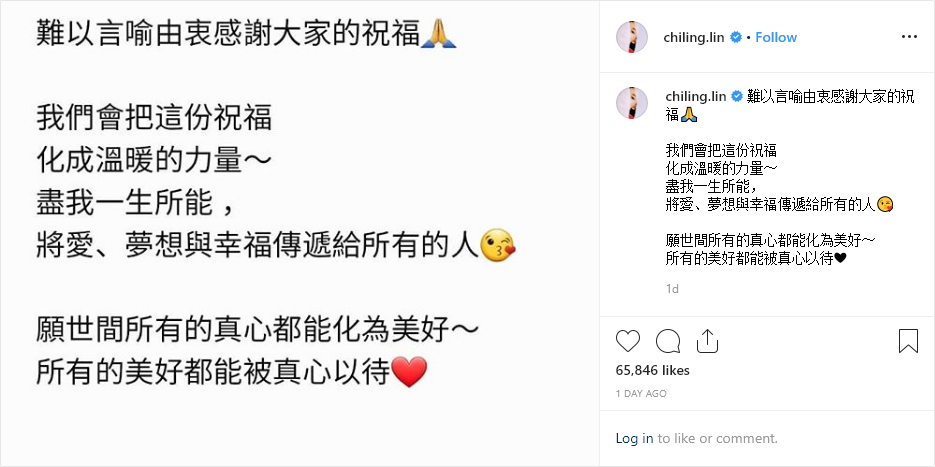 難以言喻由衷感謝大家的祝福🙏
我們會把這份祝福
化成溫暖的力量～
盡我一生所能，
將愛、夢想與幸福傳遞給所有的人😘
願世間所有的真心都能化為美好～
所有的美好都能被真心以待❤️
chiling.lin • Follow
chiling.lin 難以言喻由衷感謝大家的祝
福🙏
我們會把這份祝福
化成溫暖的力量～
盡我一生所能，
將愛、夢想與幸福傳遞給所有的人😘
願世間所有的真心都能化為美好～
所有的美好都能被真心以待♥
1d
65,846 likes
1 DAY AGO
Log in to like or comment.